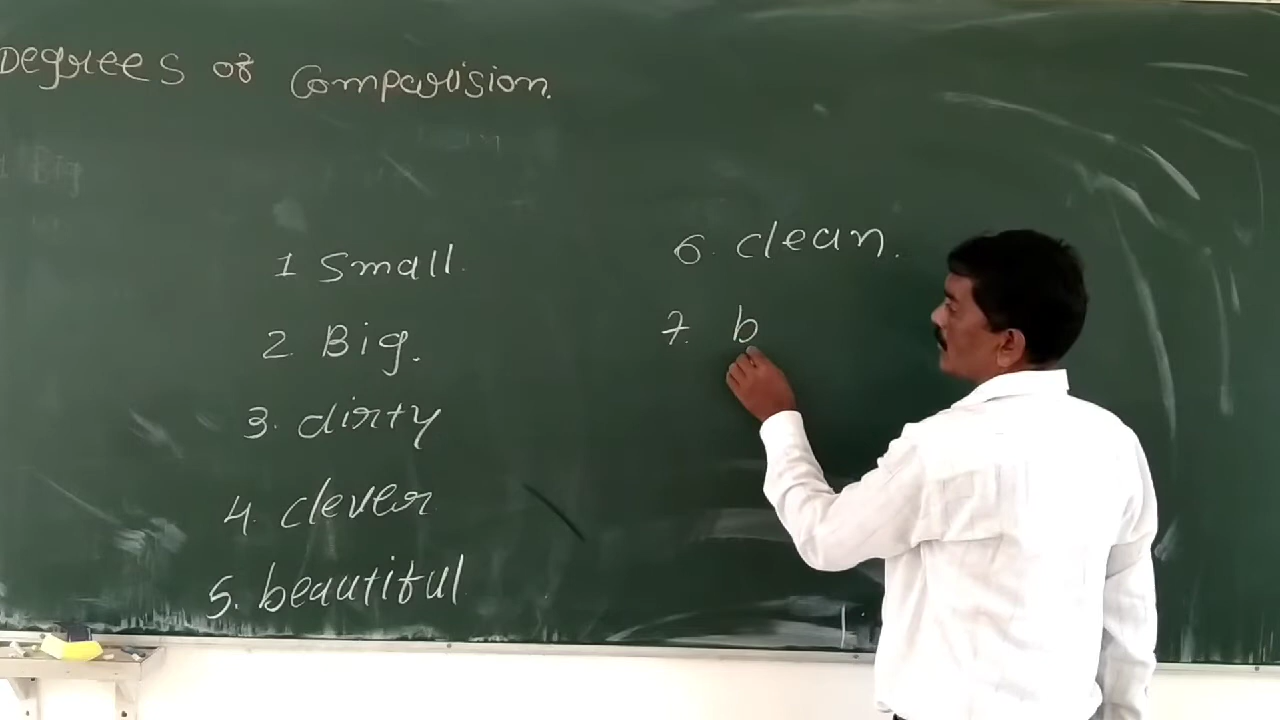 Degrees of Comparision.
1 Small.
2 Big.
3. dirty
4. clever
5. beautiful
6. clean.
7. b